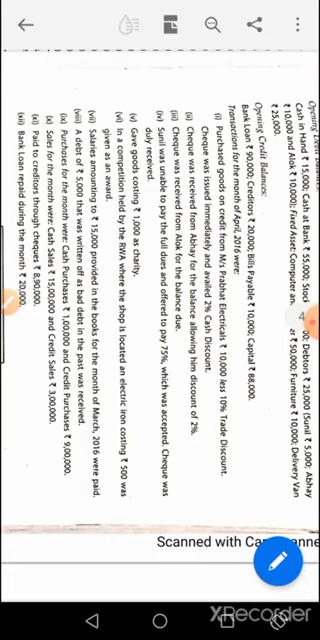 Opening Debit Balances:
Cash in Hand ₹ 15,000; Cash at Bank ₹ 55,000; Stock 00; Debtors ₹ 25,000 (Sunil ₹ 5,000; Abhay
₹ 10,000 and Alok ₹ 10,000); Fixed Asset: Computer an at ₹ 50,000; Furniture ₹ 10,000; Delivery Van
₹ 25,000.
Opening Credit Balances:
Bank Loan ₹ 90,000; Creditors ₹ 20,000; Bills Payable ₹ 10,000; Capital ₹ 88,000.
Transactions for the month of April, 2016 were:
(i) Purchased goods on credit from M/s Prabhat Electricals ₹ 10,000 less 10% Trade Discount.
Cheque was issued immediately and availed 2% Cash Discount.
(ii) Cheque was received from Abhay for the balance allowing him discount of 2%.
(iii) Cheque was received from Alok for the balance due.
(iv) Sunil was unable to pay the full dues and offered to pay 75%, which was accepted. Cheque was
duly received.
(v) Gave goods costing ₹ 1,000 as charity.
(vi) In a competition held by the RWA where the shop is located an electric iron costing ₹ 500 was
given as an award.
(vii) Salaries amounting to ₹ 15,000 provided in the books for the month of March, 2016 were paid.
(viii) A debt of ₹ 5,000 that was written off as bad debt in the past was received.
(ix) Purchases for the month were: Cash Purchases ₹ 1,00,000 and Credit Purchases ₹ 9,00,000.
(x) Sales for the month were: Cash Sales ₹ 15,00,000 and Credit Sales ₹ 3,00,000.
(xi) Paid to creditors through cheques ₹ 8,90,000.
(xii) Bank Loan repaid during the month ₹ 20,000.
4
Scanned with Ca anne
XRecorder